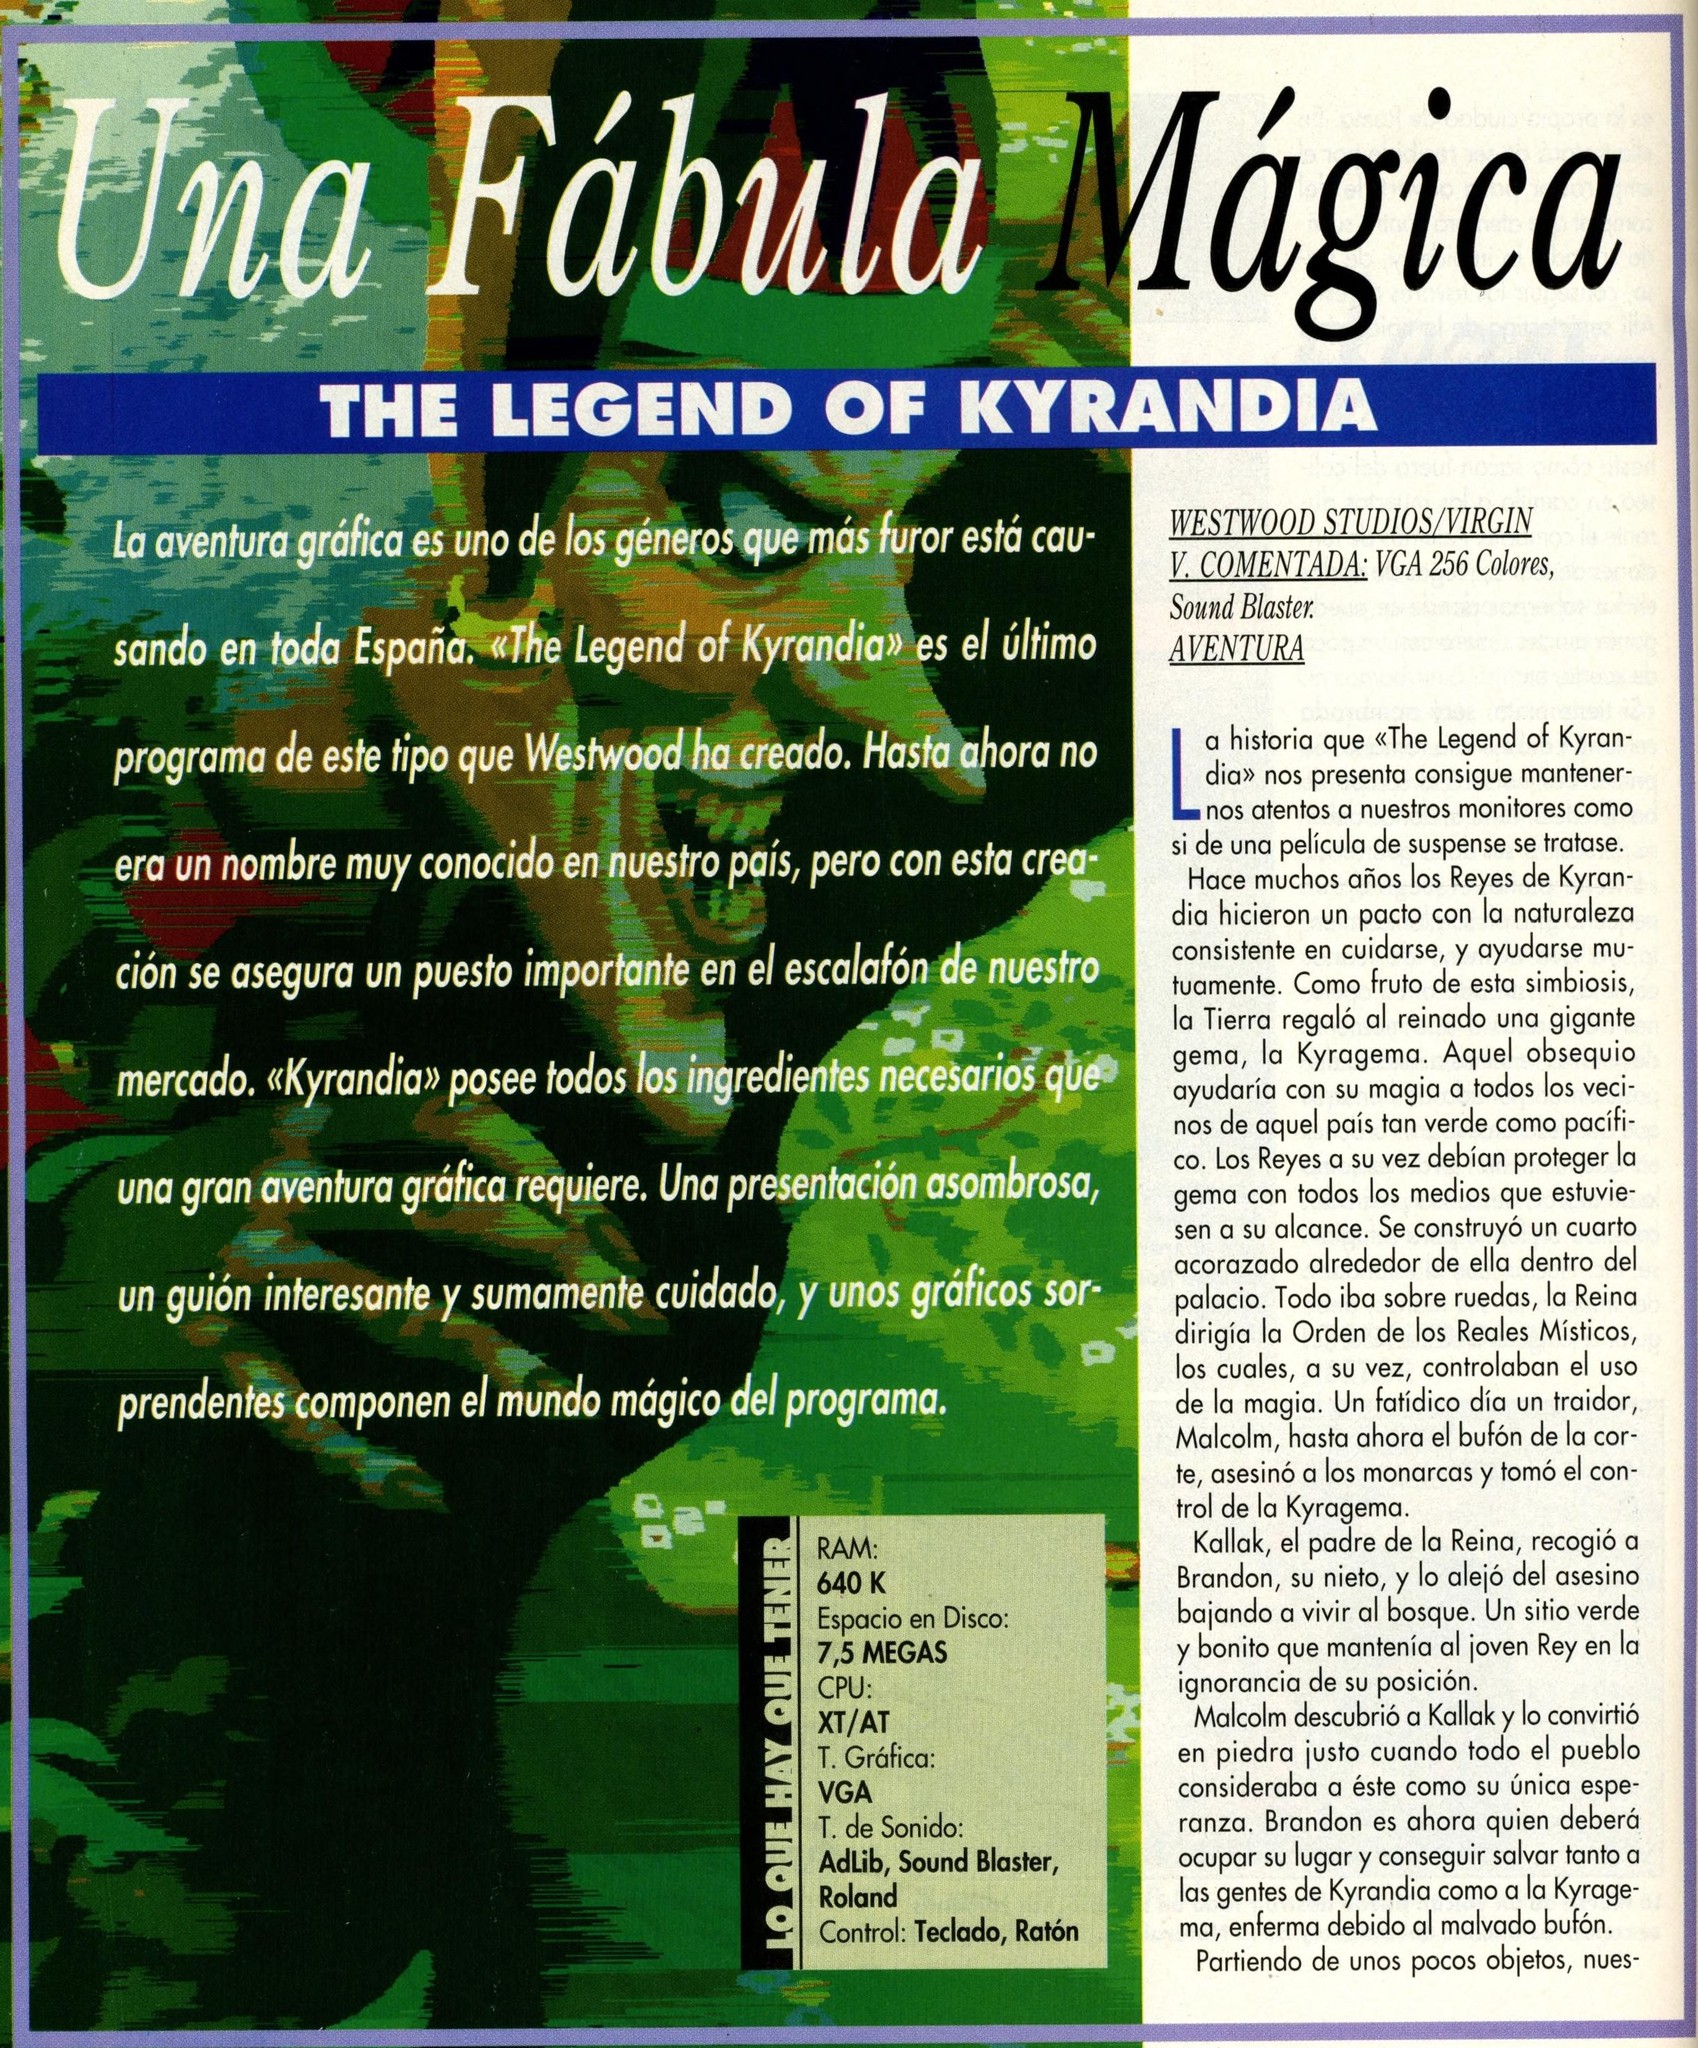 Una Fábula Mágica
THE LEGEND OF KYRANDIA
La aventura gráfica es uno de los géneros que más furor está cau-
sando en toda España. «The Legend of Kyrandia» es el último
programa de este tipo que Westwood ha creado. Hasta ahora no
era un nombre muy conocido en nuestro país, pero con esta crea-
ción se asegura un puesto importante en el escalafón de nuestro
mercado. «Kyrandia» posee todos los ingredientes necesarios que
una gran aventura gráfica requiere. Una presentación asombrosa,
un guión interesante y sumamente cuidado, y unos gráficos sor-
prendentes componen el mundo mágico del programa.
LO QUE HAY QUE TENER
RAM:
640 K
Espacio en Disco:
7,5 MEGAS
CPU:
XT/AT
T. Gráfica:
VGA
T. de Sonido:
AdLib, Sound Blaster,
Roland
Control: Teclado, Ratón
WESTWOOD STUDIOS/VIRGIN
V. COMENTADA: VGA 256 Colores,
Sound Blaster.
AVENTURA
La historia que «The Legend of Kyran-
dia» nos presenta consigue mantener-
nos atentos a nuestros monitores como
si de una película de suspense se tratase.
Hace muchos años los Reyes de Kyran-
dia hicieron un pacto con la naturaleza
consistente en cuidarse, y ayudarse mu-
tuamente. Como fruto de esta simbiosis,
la Tierra regaló al reinado una gigante
gema, la Kyragema. Aquel obsequio
ayudaría con su magia a todos los veci-
nos de aquel país tan verde como pacífi-
co. Los Reyes a su vez debían proteger la
gema con todos los medios que estuvie-
sen a su alcance. Se construyó un cuarto
acorazado alrededor de ella dentro del
palacio. Todo iba sobre ruedas, la Reina
dirigía la Orden de los Reales Místicos,
los cuales, a su vez, controlaban el uso
de la magia. Un fatídico día un traidor,
Malcolm, hasta ahora el bufón de la cor-
te, asesinó a los monarcas y tomó el con-
trol de la Kyragema.
Kallak, el padre de la Reina, recogió a
Brandon, su nieto, y lo alejó del asesino
bajando a vivir al bosque. Un sitio verde
y bonito que mantenía al joven Rey en la
ignorancia de su posición.
Malcolm descubrió a Kallak y lo convirtió
en piedra justo cuando todo el pueblo
consideraba a éste como su única espe-
ranza. Brandon es ahora quien deberá
ocupar su lugar y conseguir salvar tanto a
las gentes de Kyrandia como a la Kyrage-
ma, enferma debido al malvado bufón.
Partiendo de unos pocos objetos, nues-